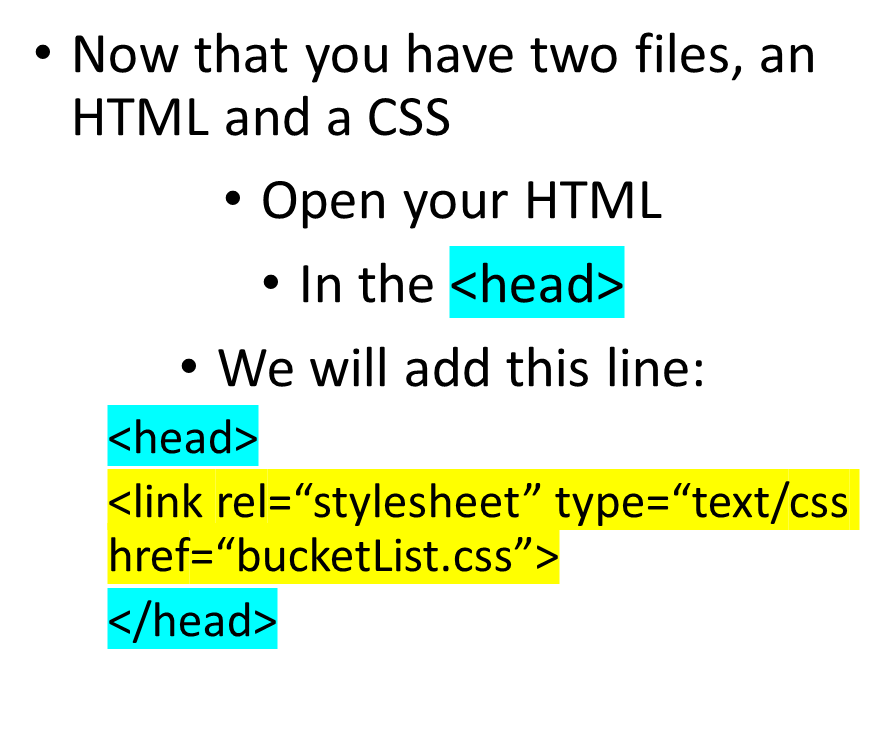 • Now that you have two files, an
HTML and a CSS
• Open your HTML
• In the <head>
• We will add this line:
<head>
<link rel=“stylesheet” type=“text/css
href=“bucketList.css”>
</head>